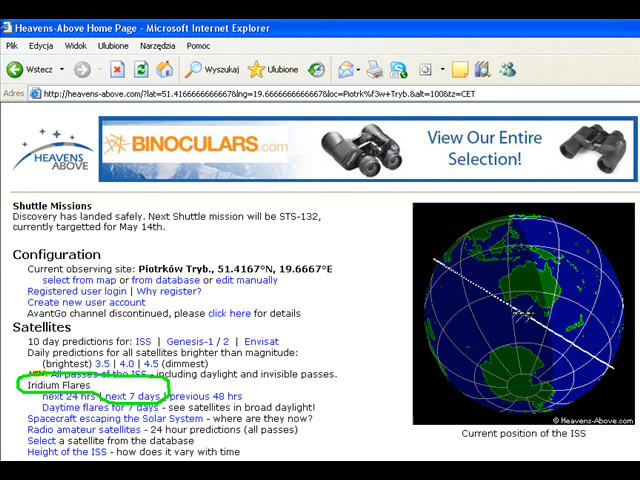 Heavens-Above Home Page - Microsoft Internet Explorer
Plik Edycja Widok Ulubione Narzędzia Pomoc
Wstecz Wyszukaj Ulubione
Adres http://heavens-above.com/?lat=51.4166666666667&lng=19.6666666666667&loc=Piotrk%f3w+Tryb.&alt=100&tz=CET
HEAVENS ABOVE
BINOCULARS.com
View Our Entire Selection!
Shuttle Missions
Discovery has landed safely. Next Shuttle mission will be STS-132,
currently targetted for May 14th.
Configuration
Current observing site: Piotrków Tryb., 51.4167°N, 19.6667°E
select from map or from database or edit manually
Registered user login | Why register?
Create new user account
AvantGo channel discontinued, please click here for details
Satellites
10 day predictions for: ISS | Genesis-1 / 2 | Envisat
Daily predictions for all satellites brighter than magnitude:
(brightest) 3.5 | 4.0 | 4.5 (dimmest)
All passes of the ISS - including daylight and invisible passes.
Iridium Flares
next 24 hrs | next 7 days | previous 48 hrs
Daytime flares for 7 days - see satellites in broad daylight!
Spacecraft escaping the Solar System - where are they now?
Radio amateur satellites - 24 hour predictions (all passes)
Select a satellite from the database
Height of the ISS - how does it vary with time
© Heavens-Above.com
Current position of the ISS